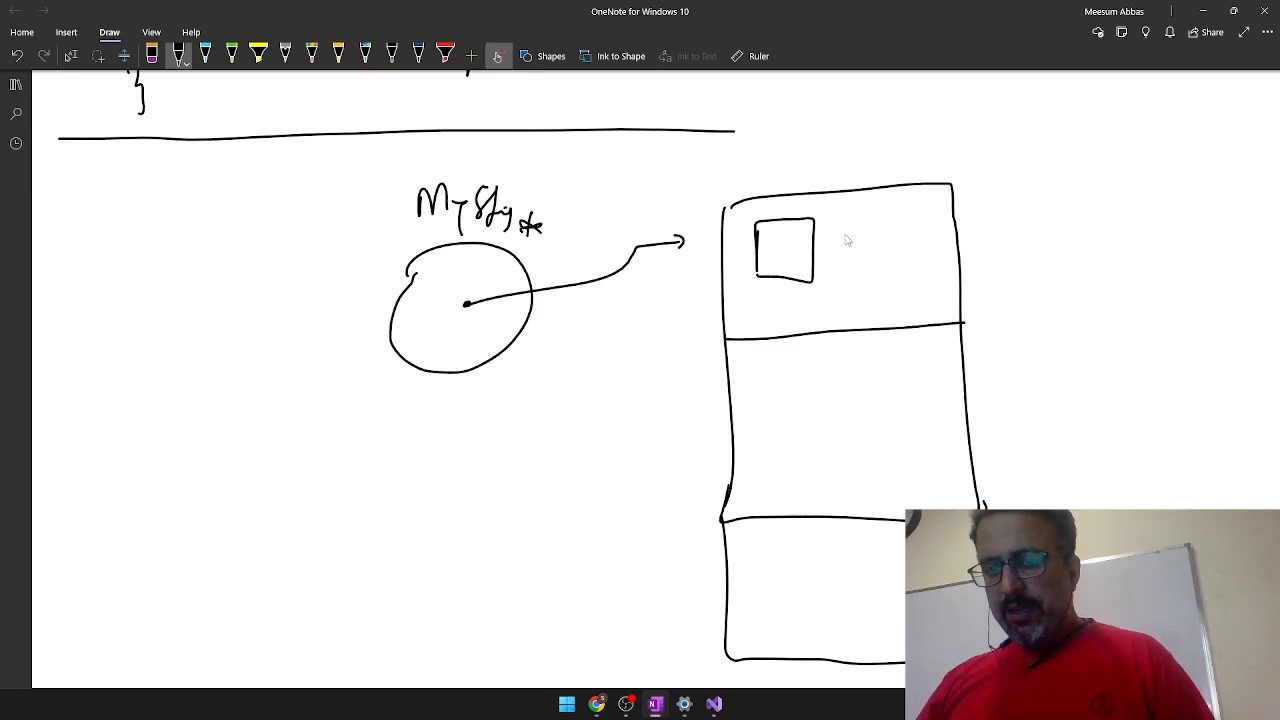 OneNote for Windows 10
Meesum Abbas
Home Insert Draw View Help
Share
Shapes Ink to Shape Ink to Text Ruler
}
My
*